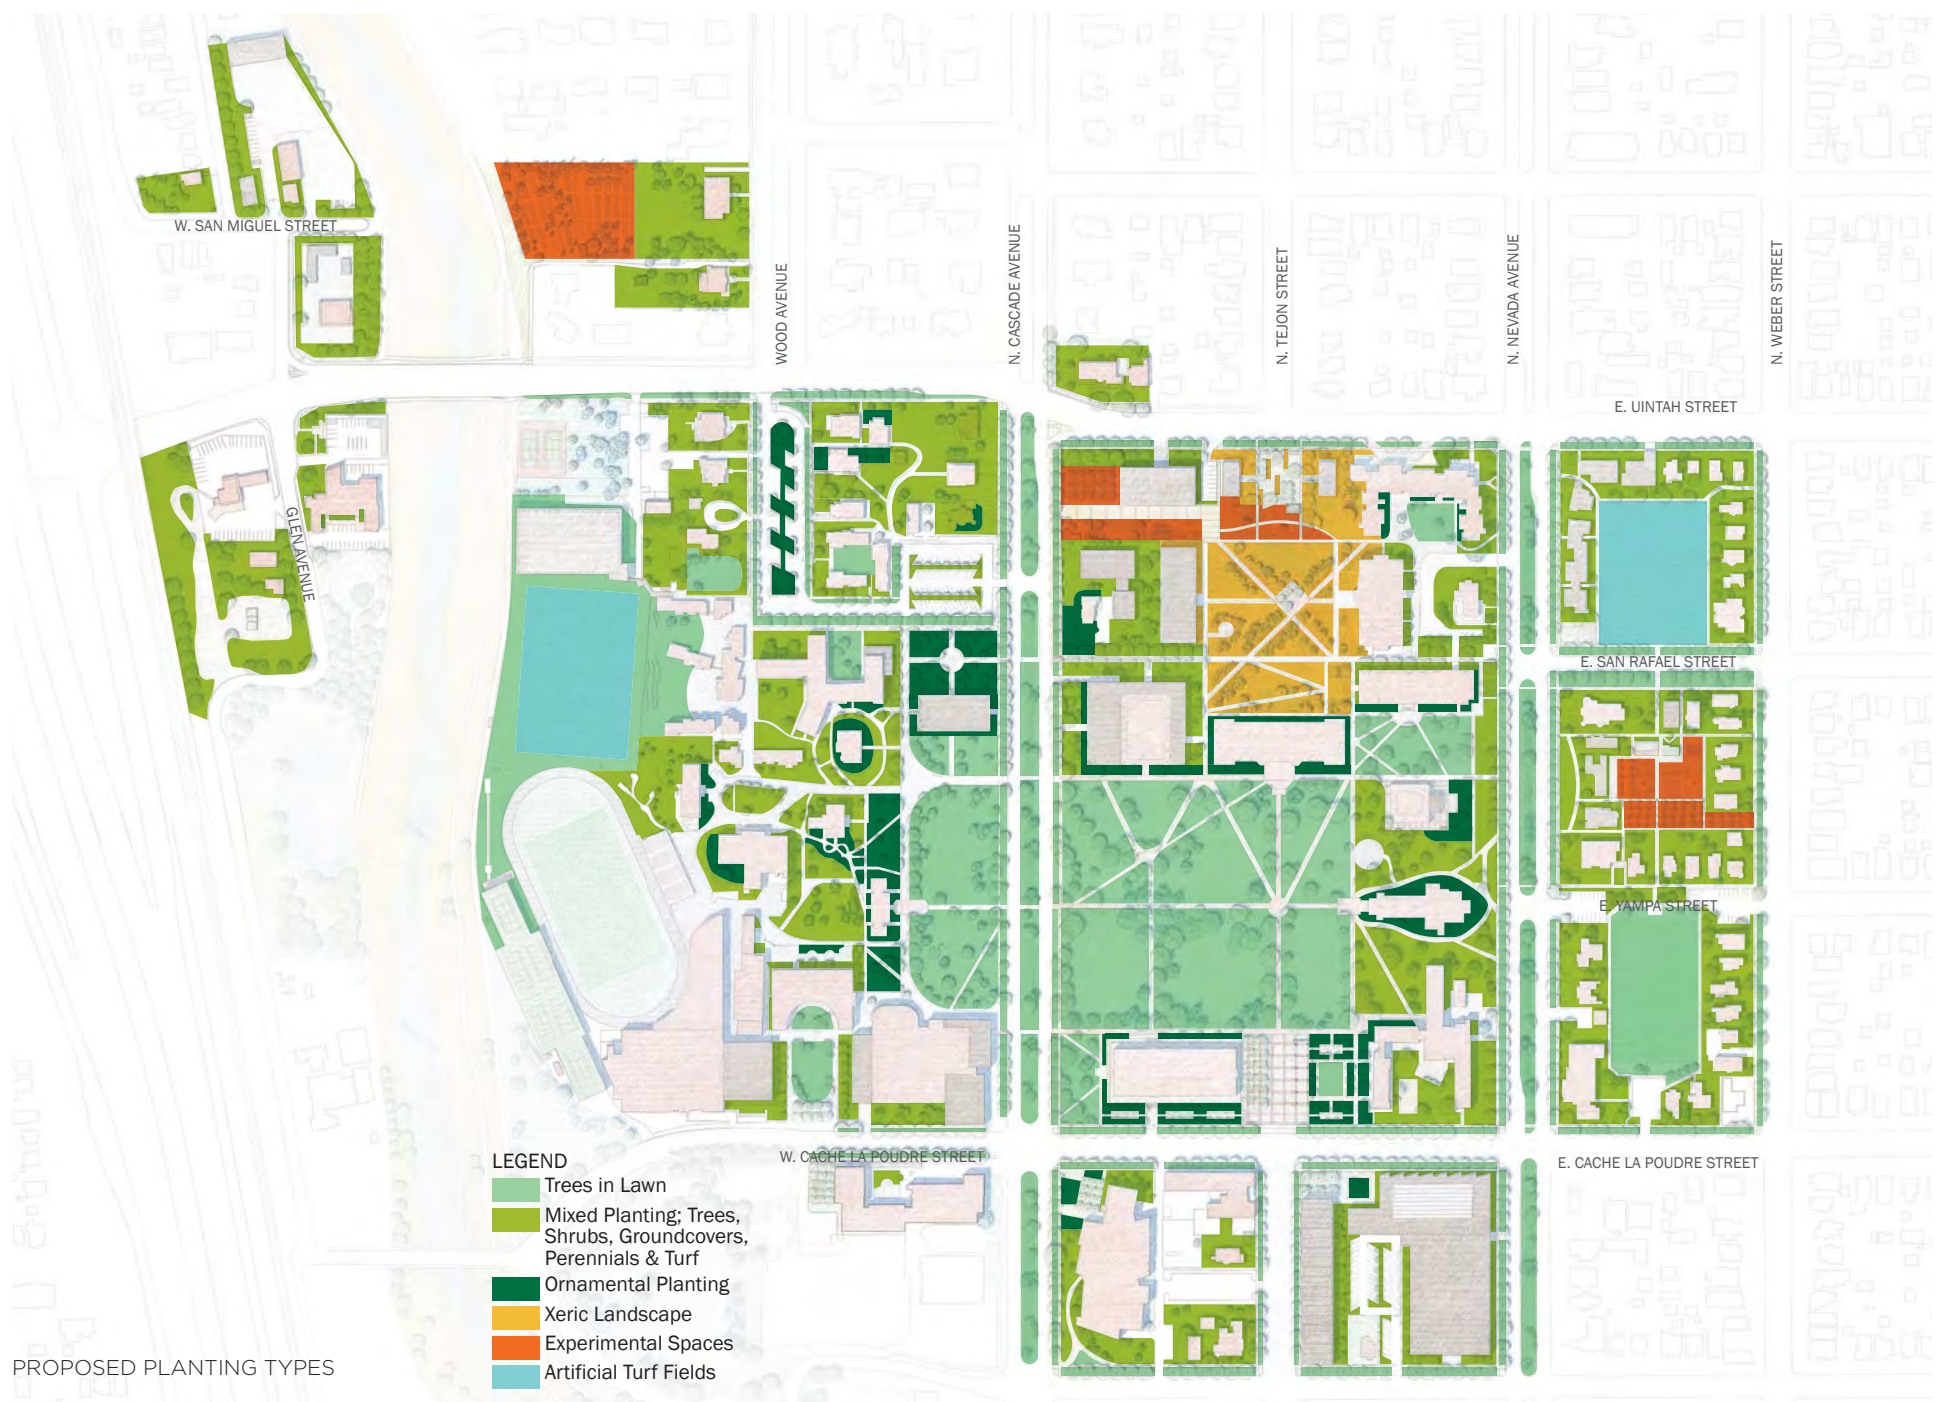 W. SAN MIGUEL STREET
WOOD AVENUE
N. CASCADE AVENUE
N. TEJON STREET
N. NEVADA AVENUE
N. WEBER STREET
E. UINTAH STREET
GLEN AVENUE
E. SAN RAFAEL STREET
E. YAMPA STREET
W. CACHE LA POUDRE STREET
E. CACHE LA POUDRE STREET
LEGEND
Trees in Lawn
Mixed Planting; Trees,
Shrubs, Groundcovers,
Perennials & Turf
Ornamental Planting
Xeric Landscape
Experimental Spaces
Artificial Turf Fields
PROPOSED PLANTING TYPES